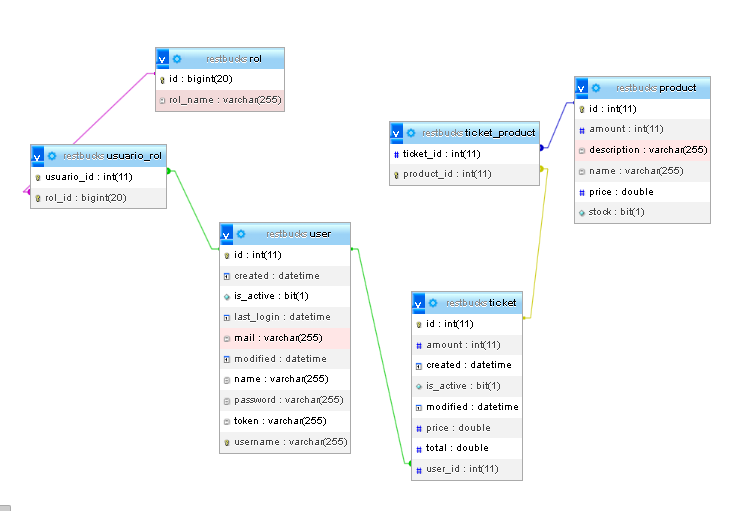 restbucks rol
id : bigint(20)
rol_name : varchar(255)
restbucks usuario_rol
usuario_id : int(11)
rol_id : bigint(20)
restbucks user
id : int(11)
created : datetime
is_active : bit(1)
last_login : datetime
mail : varchar(255)
modified : datetime
name : varchar(255)
password : varchar(255)
token : varchar(255)
username : varchar(255)
restbucks ticket_product
ticket_id : int(11)
product_id : int(11)
restbucks ticket
id : int(11)
amount : int(11)
created : datetime
is_active : bit(1)
modified : datetime
price : double
total : double
user_id : int(11)
restbucks product
id : int(11)
amount : int(11)
description : varchar(255)
name : varchar(255)
price : double
stock : bit(1)